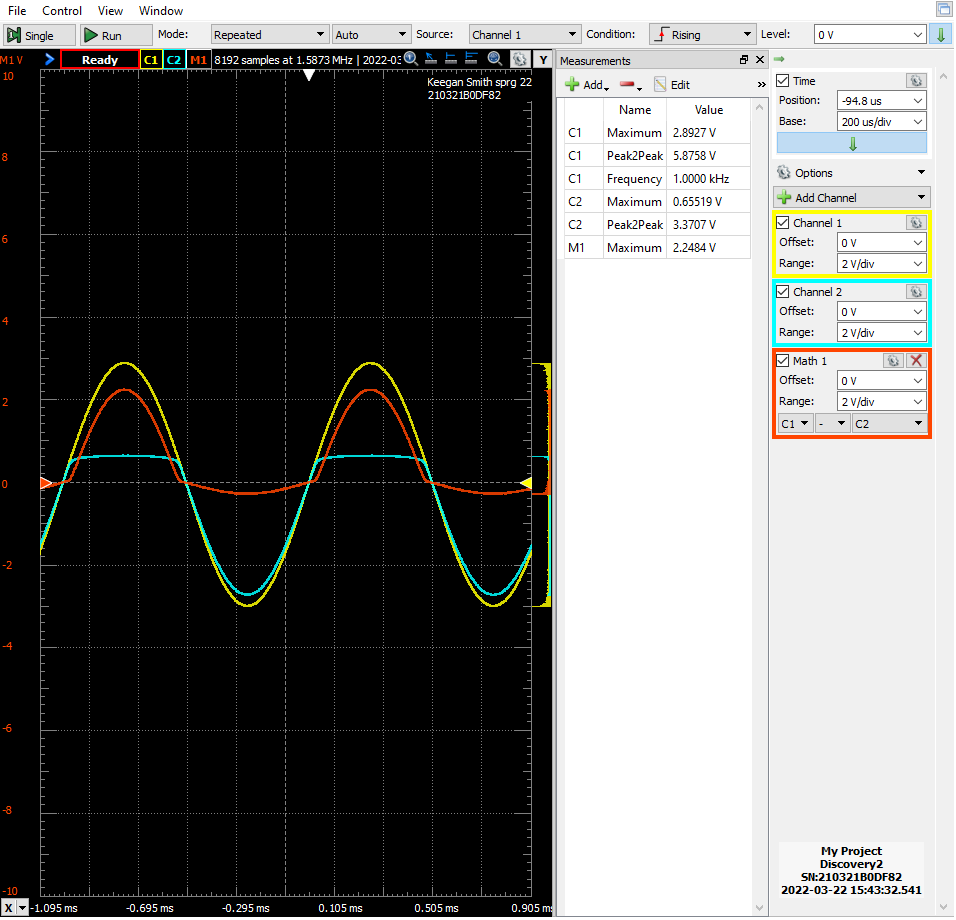 File Control View Window
Single Run Mode: Repeated Auto Source: Channel 1 Condition: Rising Level: 0 V
M1 V Ready C1 C2 M1 8192 samples at 1.5873 MHz | 2022-03 Y
Keegan Smith sprg 22
210321B0DF82
10
8
6
4
2
0
-2
-4
-6
-8
-10
X -1.095 ms -0.695 ms -0.295 ms 0.105 ms 0.505 ms 0.905 ms
Measurements
Add Edit »
Name Value
C1 Maximum 2.8927 V
C1 Peak2Peak 5.8758 V
C1 Frequency 1.0000 kHz
C2 Maximum 0.65519 V
C2 Peak2Peak 3.3707 V
M1 Maximum 2.2484 V
Time
Position: -94.8 us
Base: 200 us/div
Options
Add Channel
Channel 1
Offset: 0 V
Range: 2 V/div
Channel 2
Offset: 0 V
Range: 2 V/div
Math 1
Offset: 0 V
Range: 2 V/div
C1 - C2
My Project
Discovery2
SN:210321B0DF82
2022-03-22 15:43:32.541